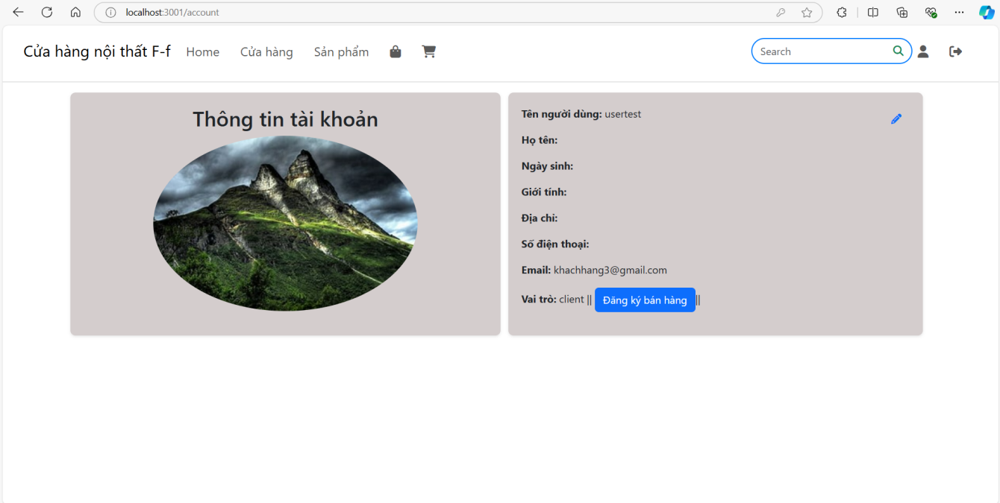 localhost:3001/account
Cửa hàng nội thất F-f Home Cửa hàng Sản phẩm Search
Thông tin tài khoản
Tên người dùng: usertest
Họ tên:
Ngày sinh:
Giới tính:
Địa chỉ:
Số điện thoại:
Email: khachhang3@gmail.com
Vai trò: client || Đăng ký bán hàng ||